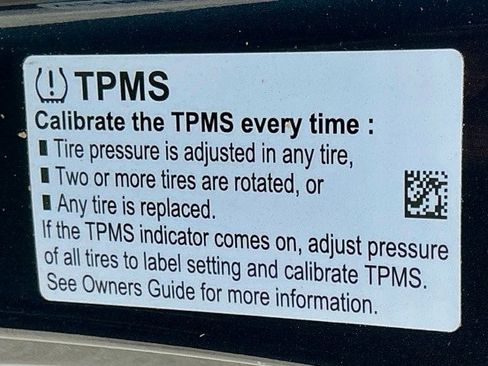 TPMS
Calibrate the TPMS every time :
Tire pressure is adjusted in any tire,
Two or more tires are rotated, or
Any tire is replaced.
If the TPMS indicator comes on, adjust pressure
of all tires to label setting and calibrate TPMS.
See Owners Guide for more information.